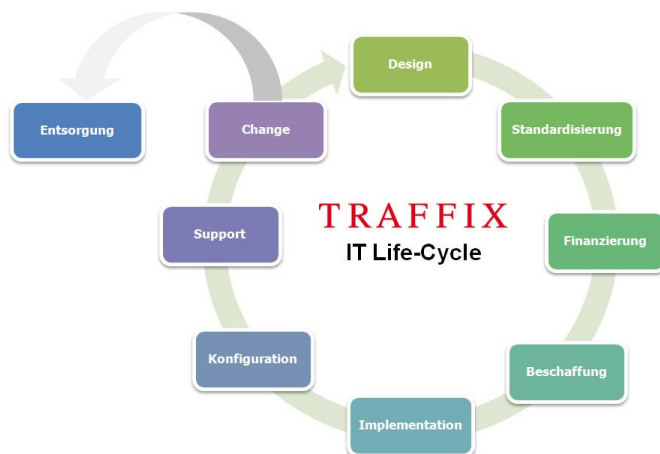 Design
Entsorgung
Change
Standardisierung
TRAFFIX
IT Life-Cycle
Support
Finanzierung
Konfiguration
Beschaffung
Implementation